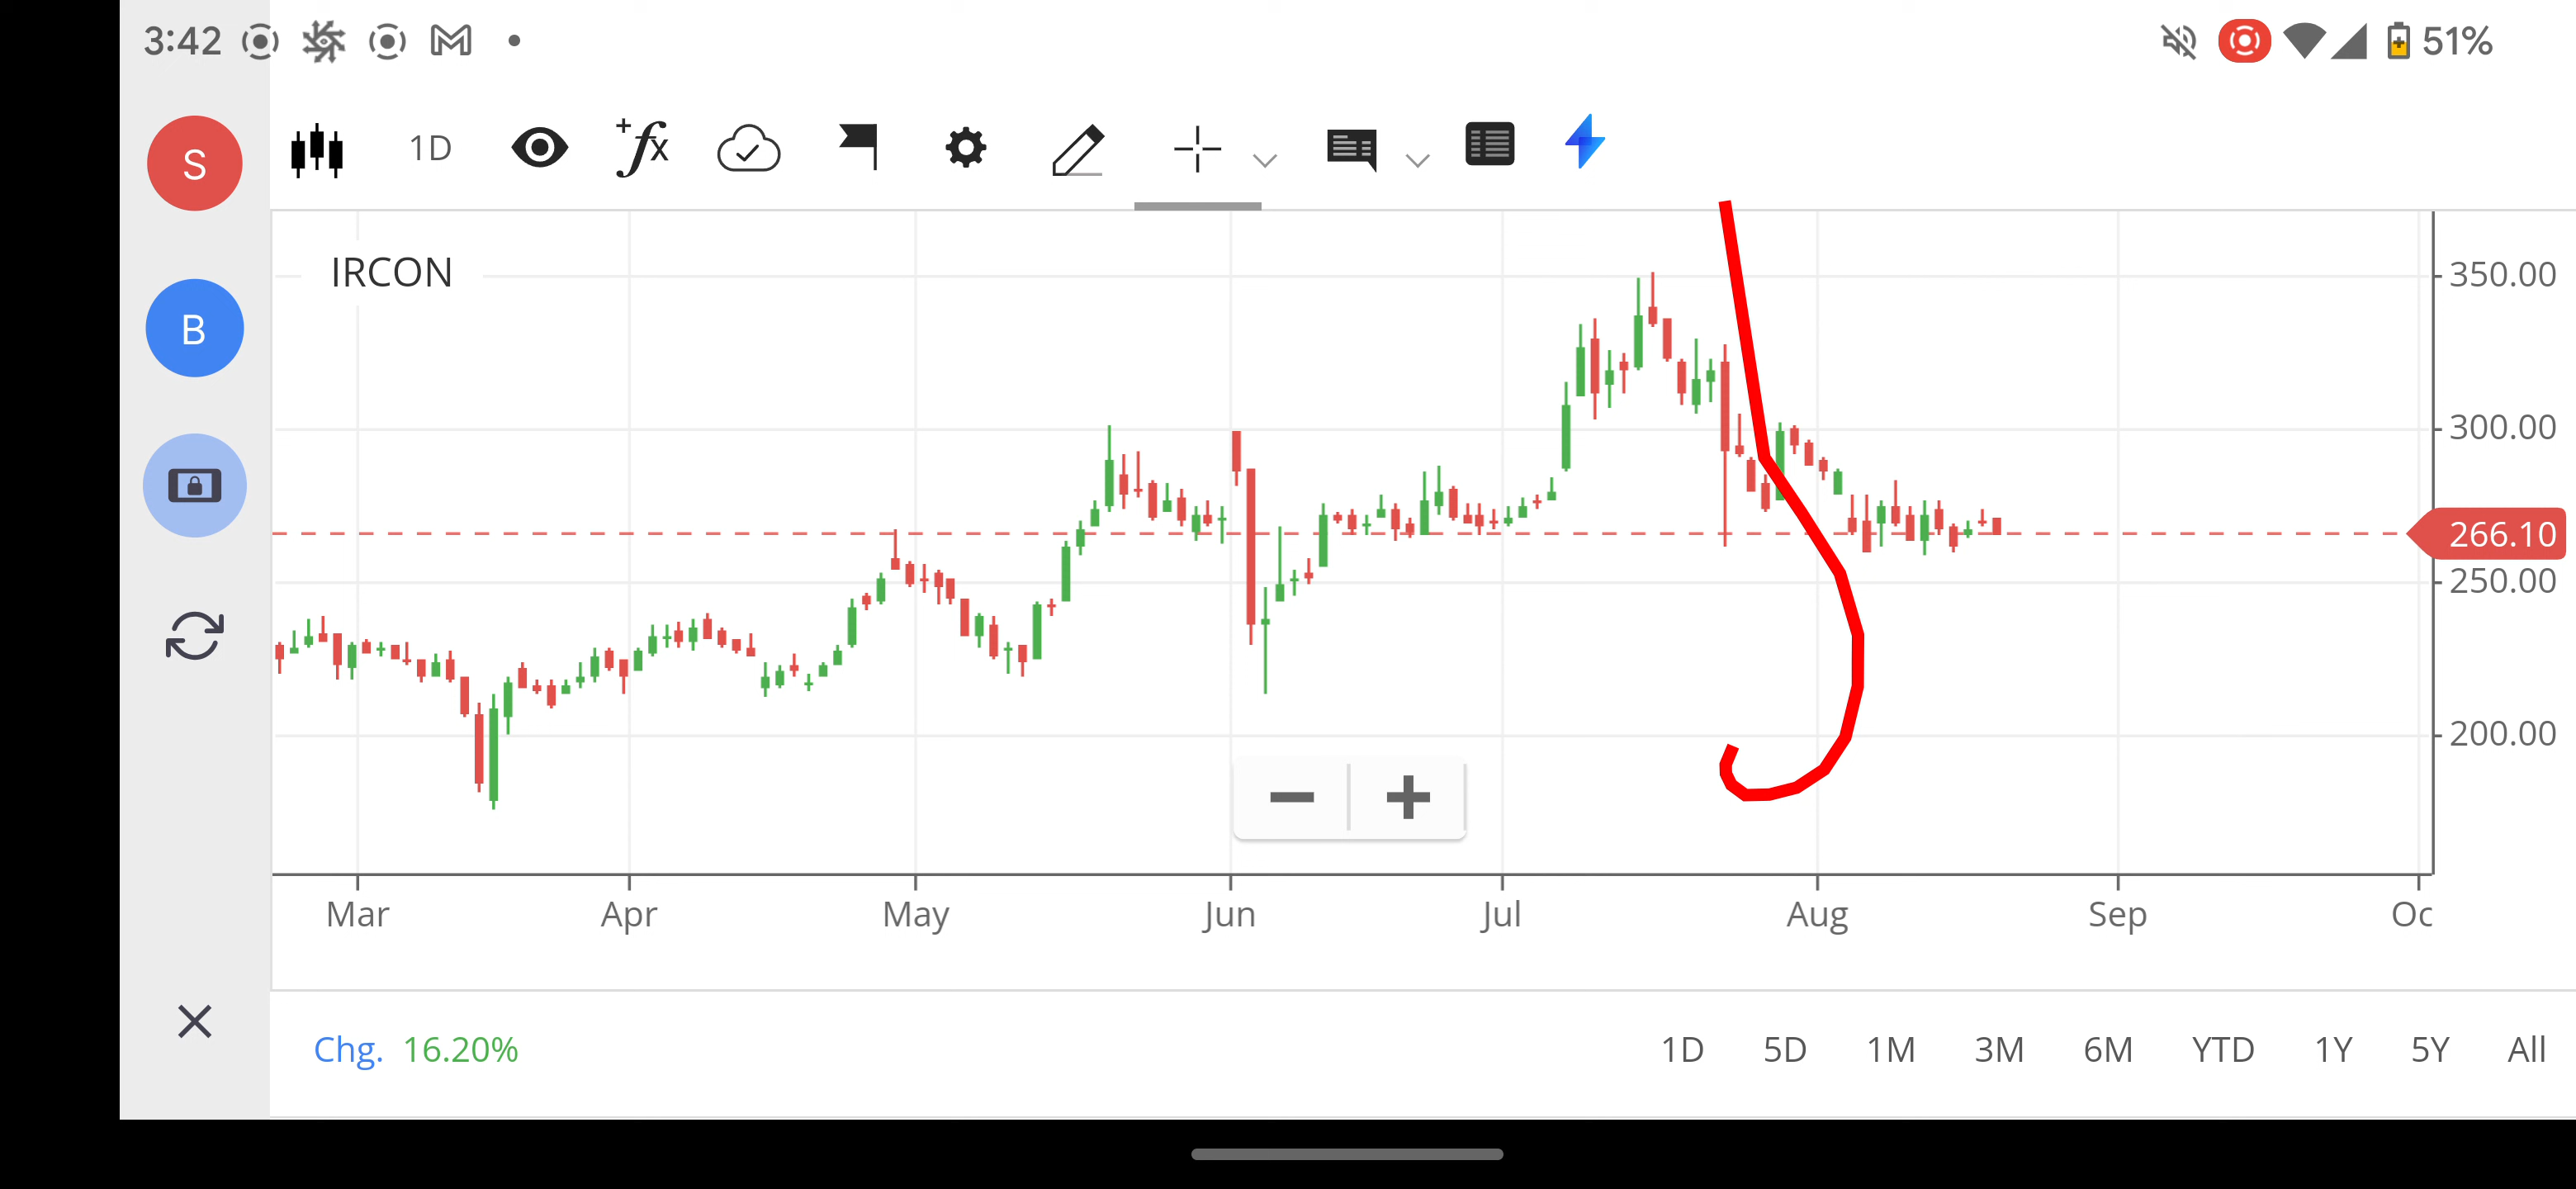 3:42 51%
S
1D
B
IRCON
350.00
300.00
266.10
250.00
200.00
Mar Apr May Jun Jul Aug Sep Oc
Chg. 16.20% 1D 5D 1M 3M 6M YTD 1Y 5Y All